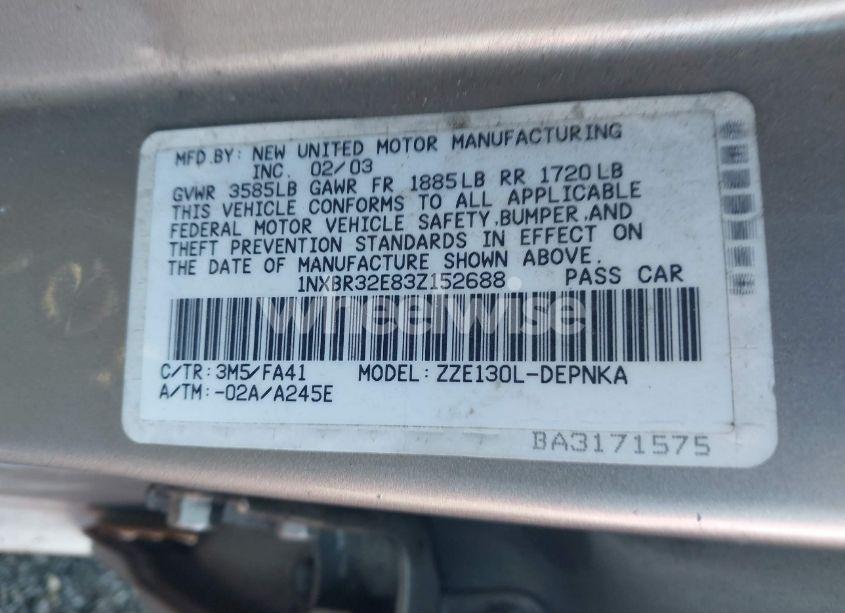 MFD.BY: NEW UNITED MOTOR MANUFACTURING
INC. 02/03
GVWR 3585LB GAWR FR 1885LB RR 1720LB
THIS VEHICLE CONFORMS TO ALL APPLICABLE
FEDERAL MOTOR VEHICLE SAFETY,BUMPER,AND
THEFT PREVENTION STANDARDS IN EFFECT ON
THE DATE OF MANUFACTURE SHOWN ABOVE.
1NXBR32E83Z152688 PASS CAR
wheelwise
C/TR:3M5/FA41 MODEL:ZZE130L-DEPNKA
A/TM:-02A/A245E
BA3171575